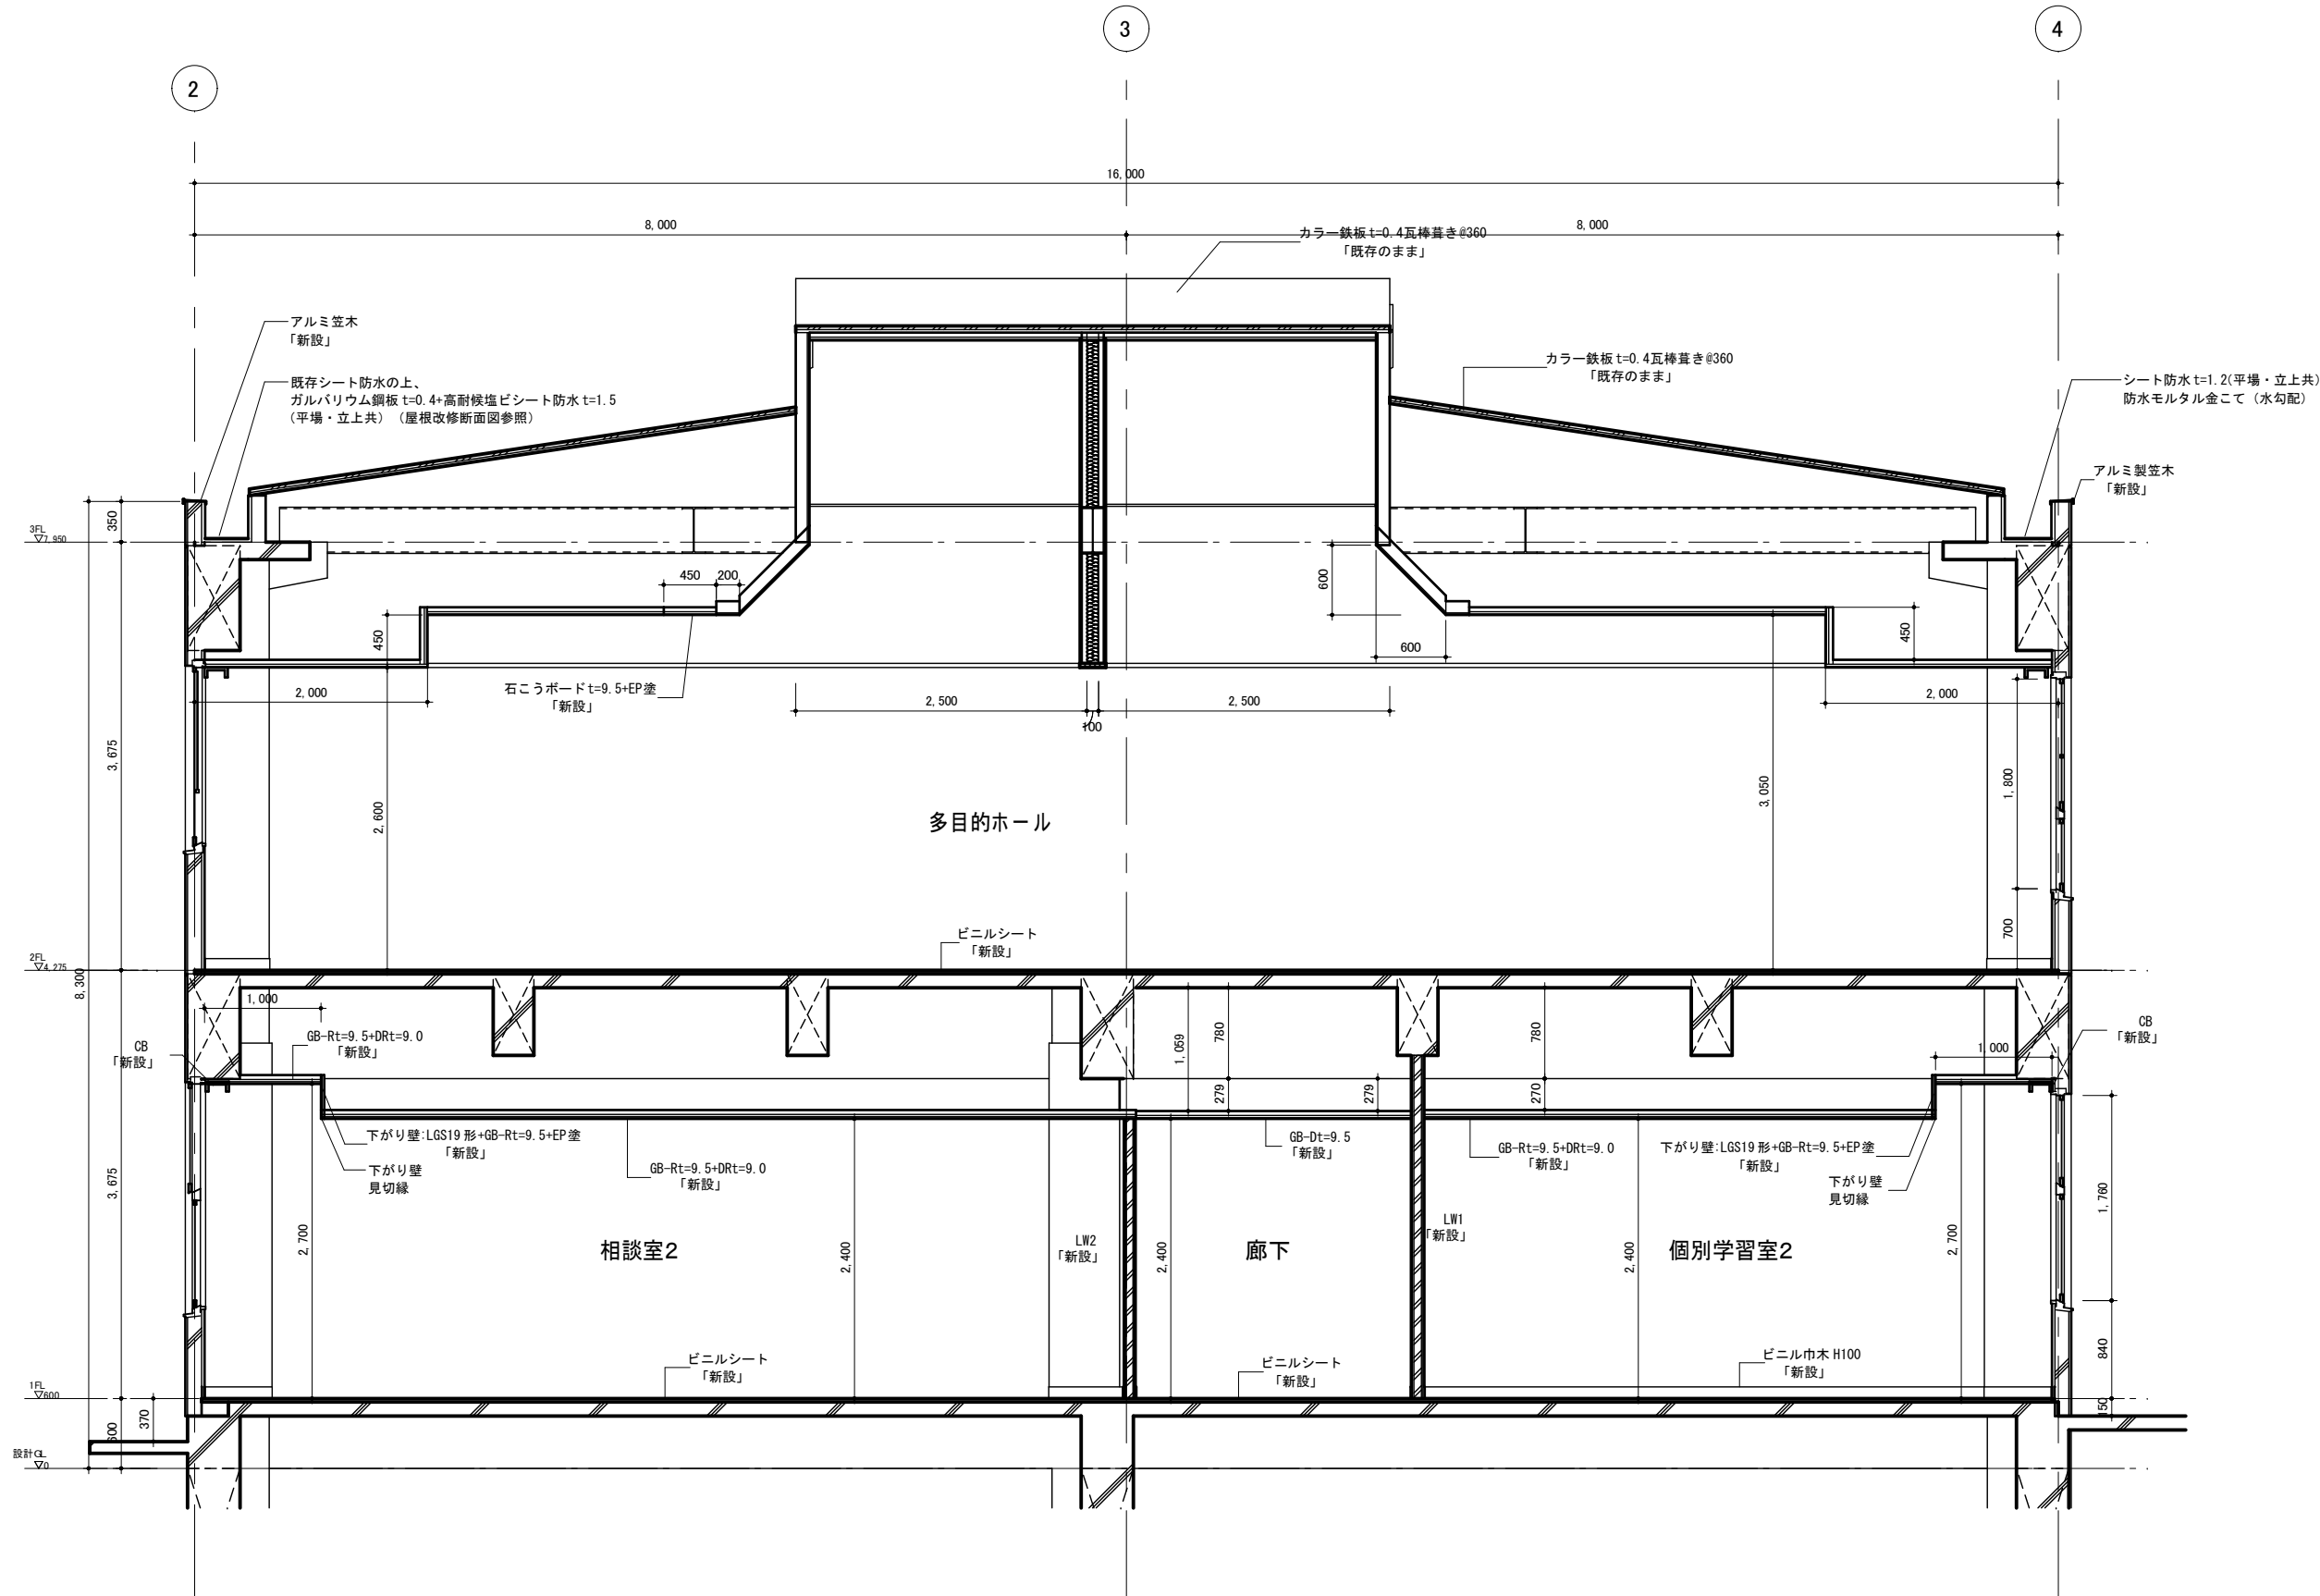 3
4
2
16,000
8,000
8,000
カラー鉄板t=0.4瓦棒葺き@360
「既存のまま」
アルミ笠木
「新設」
既存シート防水の上、
ガルバリウム鋼板t=0.4+高耐候塩ビシート防水t=1.5
(平場・立上共)（屋根改修断面図参照）
カラー鉄板t=0.4瓦棒葺き@360
「既存のまま」
シート防水t=1.2(平場・立上共)
防水モルタル金こて（水勾配）
アルミ製笠木
「新設」
350
3FL
▽7,950
450
200
600
450
450
600
2,000
石こうボードt=9.5+EP塗
「新設」
2,500
100
2,500
2,000
3,675
2,600
3,050
1,800
多目的ホール
700
ビニルシート
「新設」
2FL
▽4,275
8,300
1,000
CB
「新設」
GB-Rt=9.5+DRt=9.0
「新設」
1,059
780
279
279
780
270
1,000
CB
「新設」
下がり壁:LGS19形+GB-Rt=9.5+EP塗
「新設」
下がり壁
見切縁
GB-Rt=9.5+DRt=9.0
「新設」
GB-Dt=9.5
「新設」
GB-Rt=9.5+DRt=9.0
「新設」
下がり壁:LGS19形+GB-Rt=9.5+EP塗
「新設」
下がり壁
見切縁
3,675
2,700
相談室2
2,400
LW2
「新設」
2,400
廊下
LW1
「新設」
2,400
個別学習室2
2,700
1,760
840
ビニルシート
「新設」
ビニルシート
「新設」
ビニル巾木H100
「新設」
1FL
▽600
600
370
150
設計GL
▽0